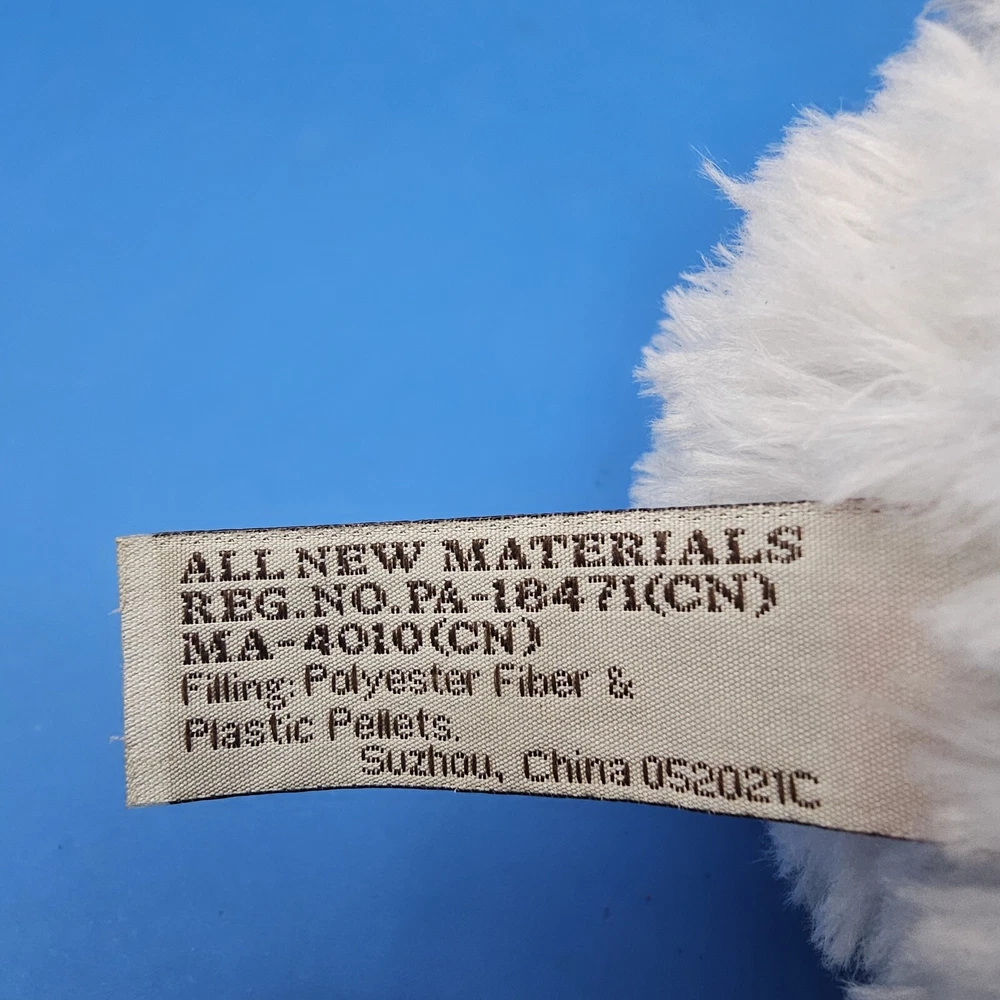 ALL NEW MATERIALS
REG.NO.PA-18471(CN)
MA-4010(CN)
Filling: Polyester Fiber &
Plastic Pellets.
Suzhou, China 052021C